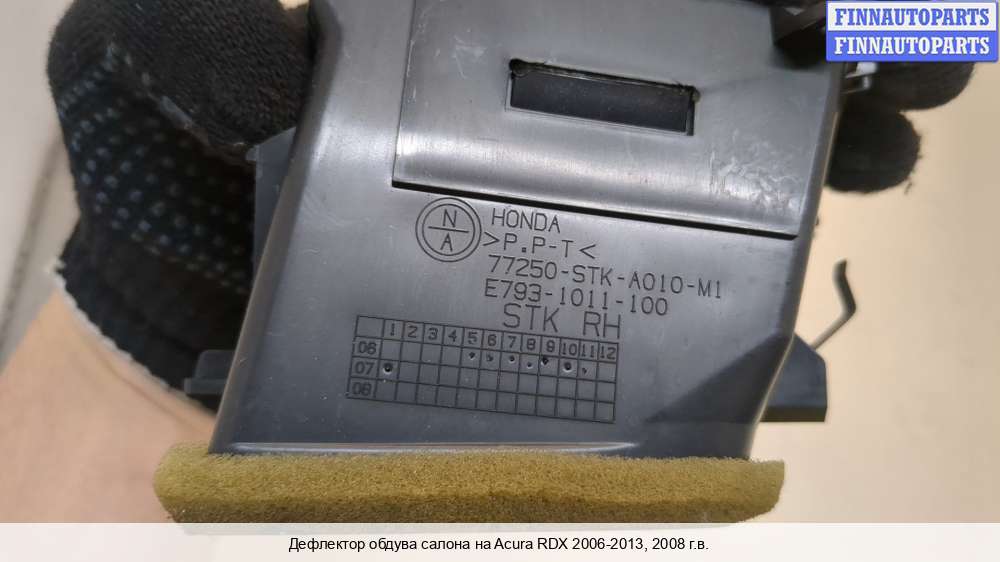 FINNAUTOPARTS
FINNAUTOPARTS
N
A
HONDA
>P.P-T<
77250-STK-A010-M1
E793-1011-100
STK RH
1 2 3 4 5 6 7 8 9 10 11 12
06
07
08
Дефлектор обдува салона на Acura RDX 2006-2013, 2008 г.в.